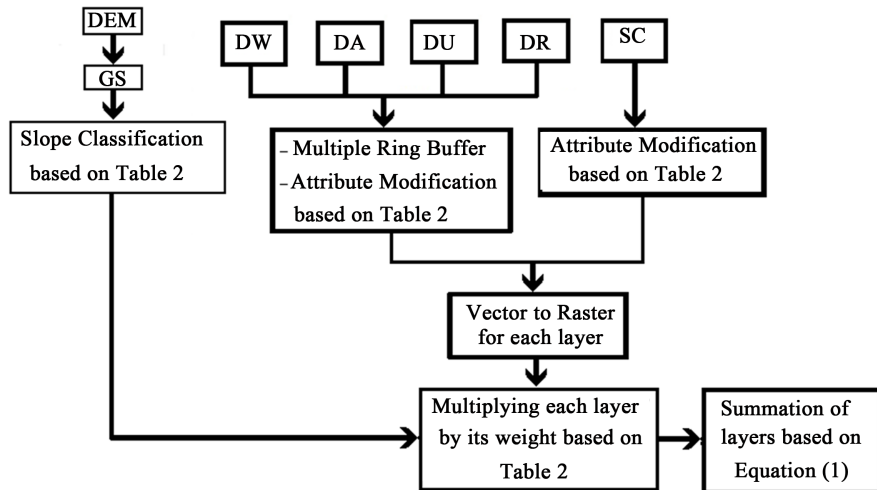 DEM
GS
Slope Classification
based on Table 2
DW
DA
DU
DR
SC
– Multiple Ring Buffer
– Attribute Modification
based on Table 2
Attribute Modification
based on Table 2
Vector to Raster
for each layer
Multiplying each layer
by its weight based on
Table 2
Summation of
layers based on
Equation (1)